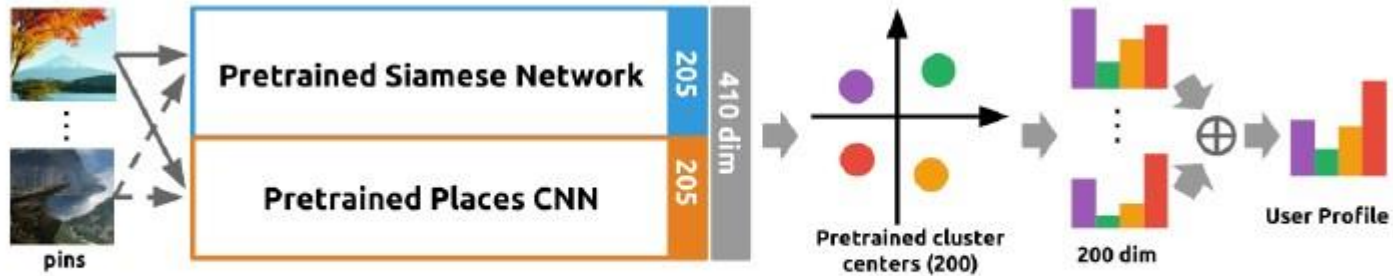 pins
Pretrained Siamese Network
205
Pretrained Places CNN
205
410 dim
Pretrained cluster
centers (200)
200 dim
User Profile